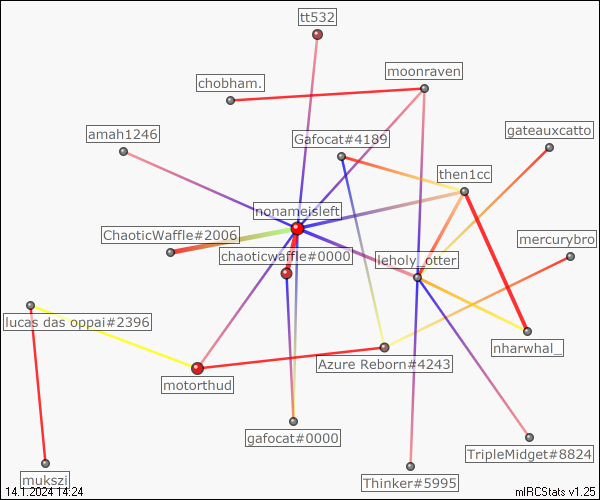 tt532
moonraven
chobham.
amah1246
Gafocat#4189
gateauxcatto
then1cc
nonameisleft
ChaoticWaffle#2006
mercurybro
chaoticwaffle#0000
leholy_otter
lucas das oppai#2396
nharwhal_
Azure Reborn#4243
motorthud
gafocat#0000
TripleMidget#8824
mukszi
Thinker#5995
14.1.2024 14:24
mIRCStats v1.25